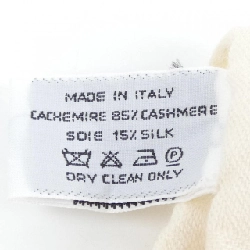 MADE IN ITALY
CACHEMIRE 85% CASHMERE
SOIE 15% SILK
P
DRY CLEAN ONLY